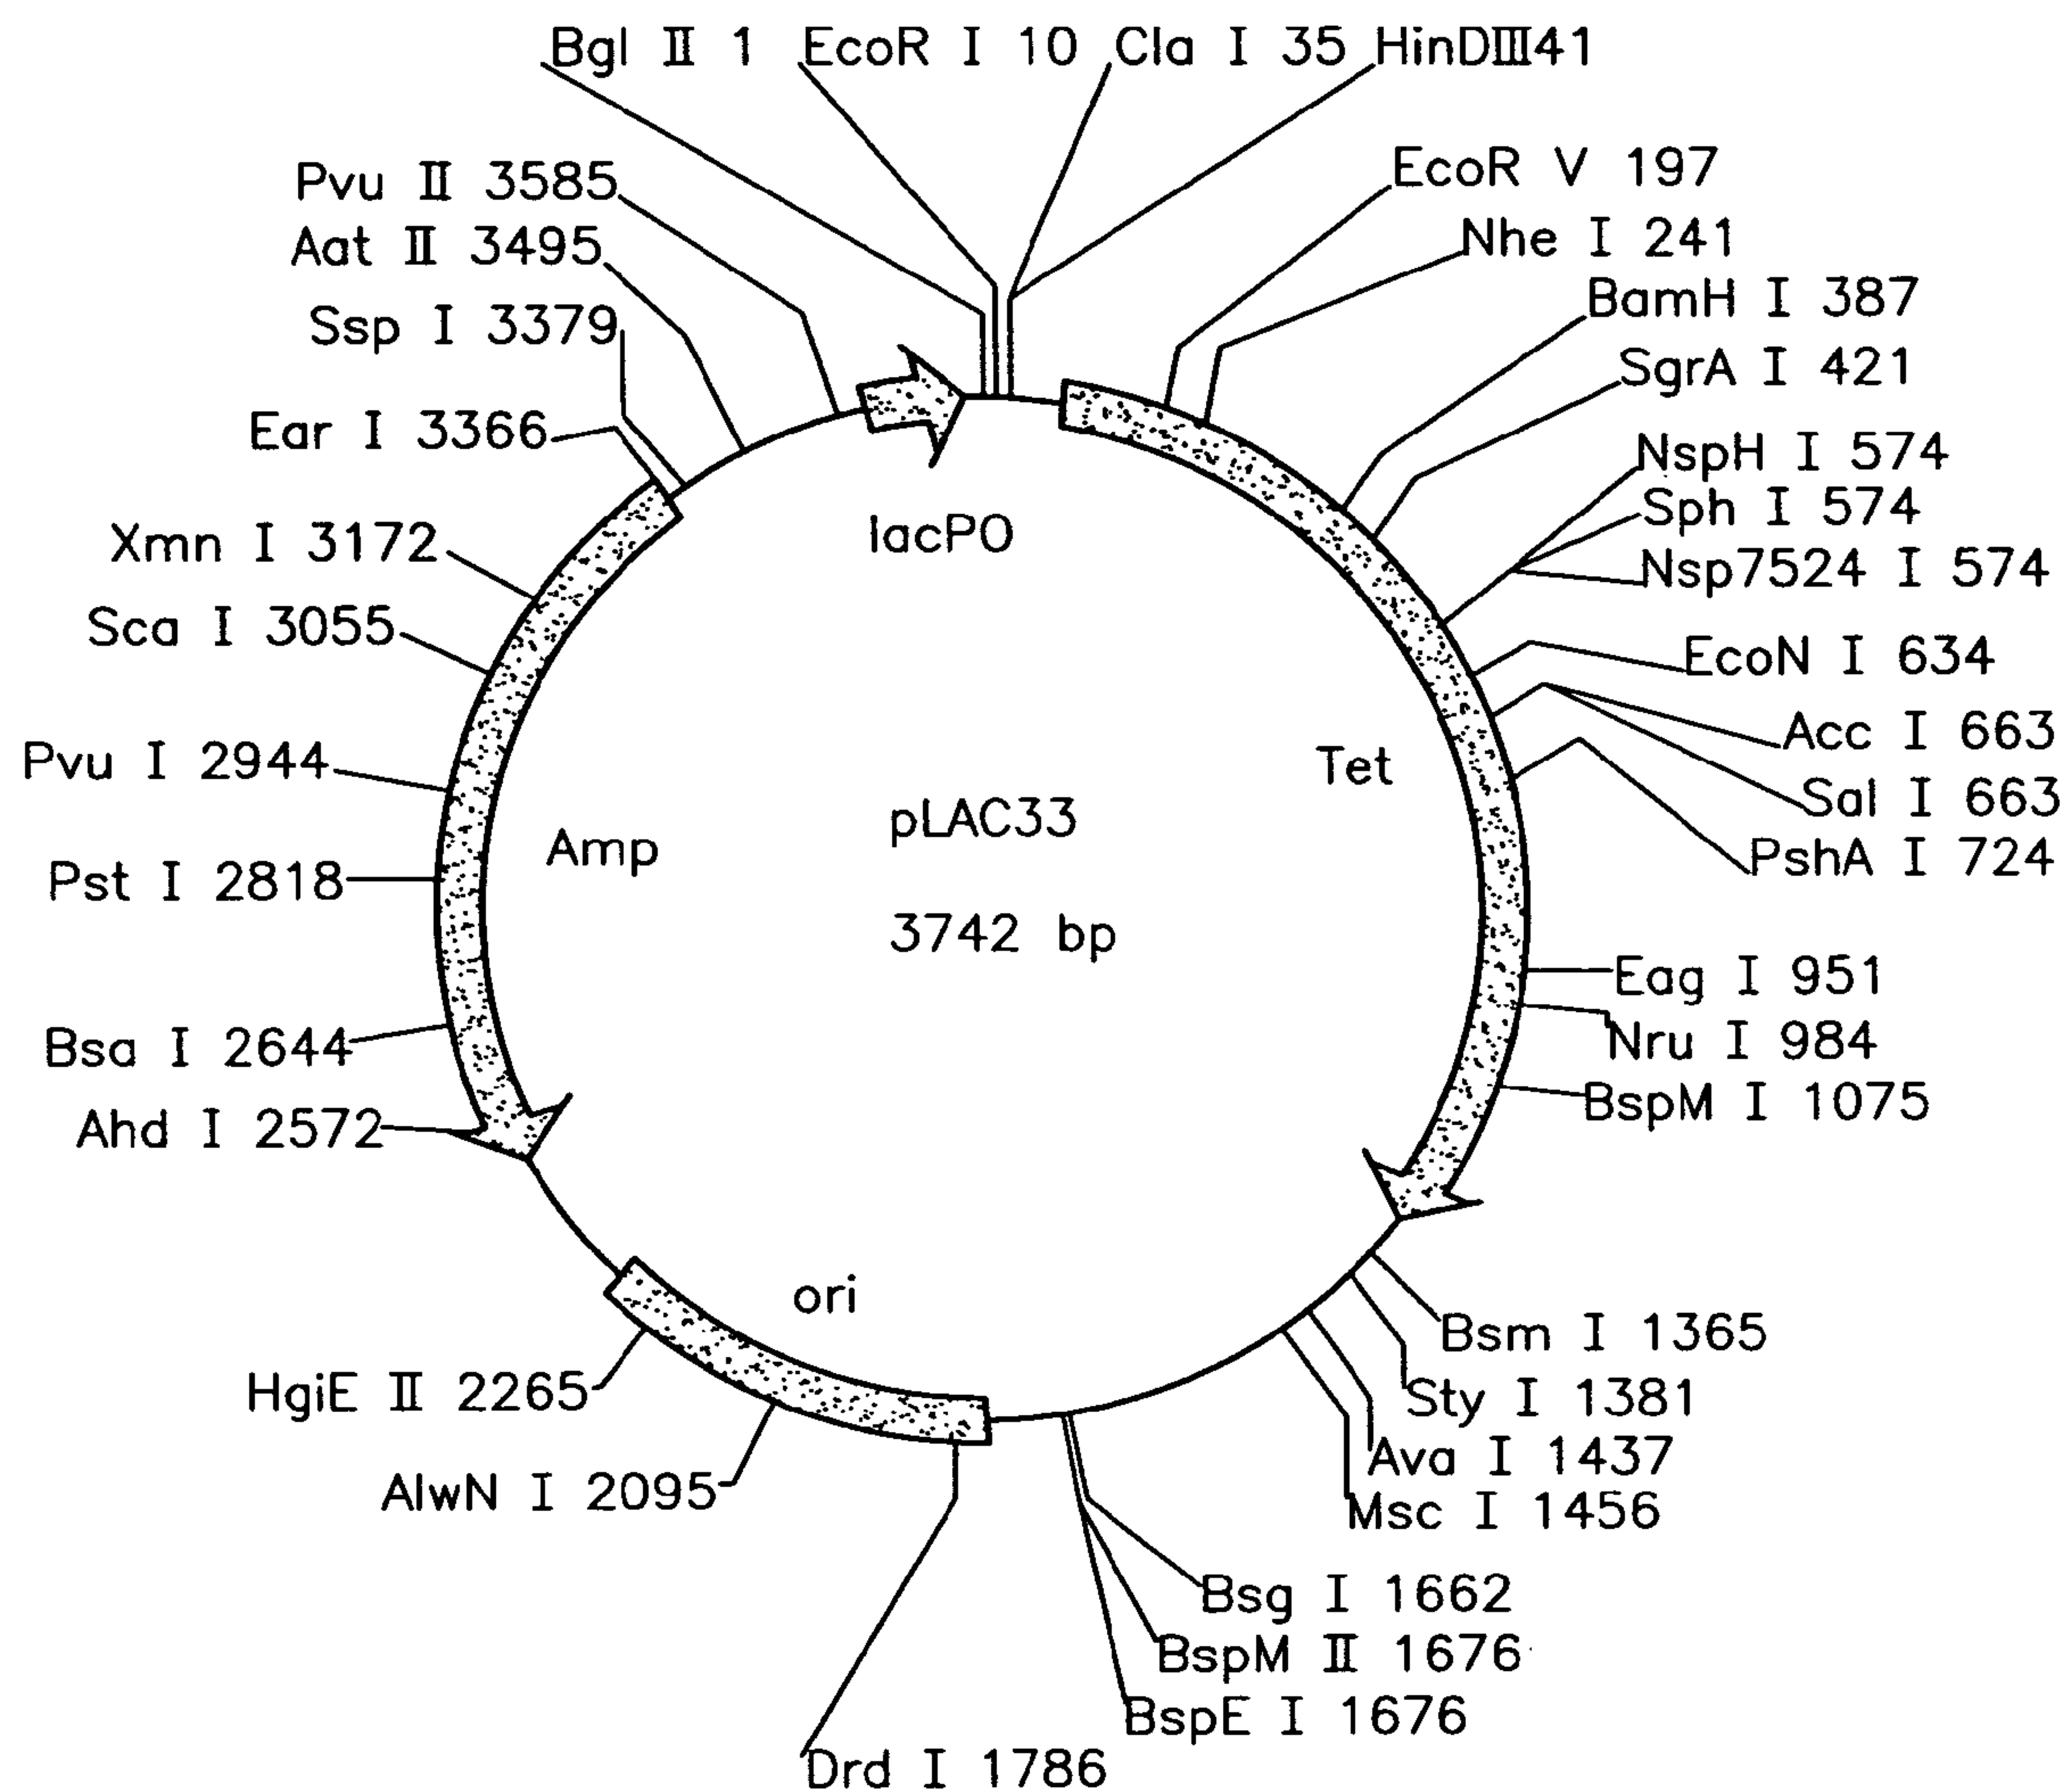 Bgl II 1 EcoR I 10 Cla I 35 HinDIII41
Pvu II 3585
EcoR V 197
Aat II 3495
Nhe I 241
Ssp I 3379
BamH I 387
SgrA I 421
Ear I 3366
NspH I 574
Sph I 574
Nsp7524 I 574
lacPO
Xmn I 3172
Sca I 3055
EcoN I 634
Acc I 663
Sal I 663
PshA I 724
Pvu I 2944
Tet
pLAC33
3742 bp
Amp
Pst I 2818
Eag I 951
Nru I 984
BspM I 1075
Bsa I 2644
Ahd I 2572
ori
Bsm I 1365
Sty I 1381
Ava I 1437
Msc I 1456
HgiE II 2265
AlwN I 2095
Bsg I 1662
BspM II 1676
BspE I 1676
Drd I 1786